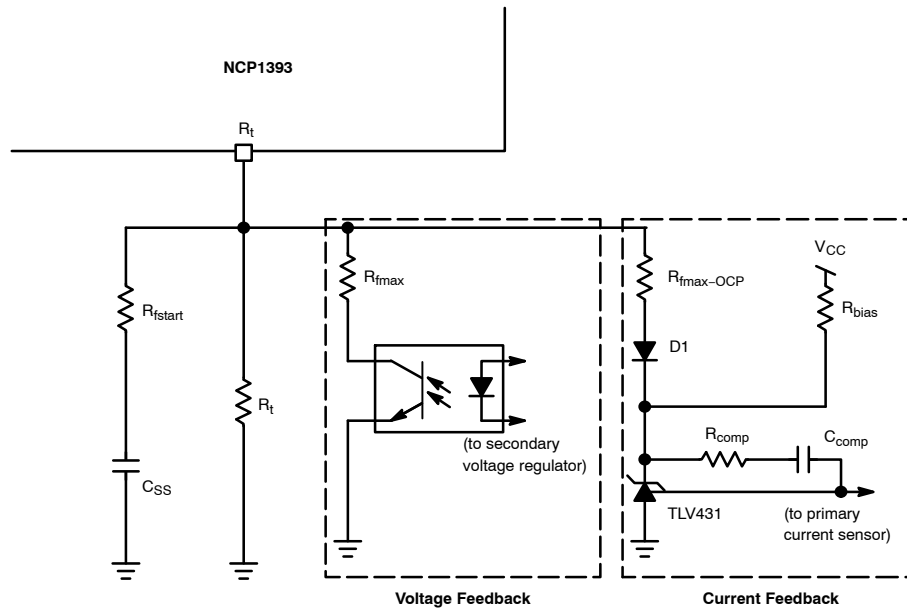 NCP1393
Rt
Rfstart
CSS
Rt
Rfmax
(to secondary
voltage regulator)
Voltage Feedback
Rfmax−OCP
D1
VCC
Rbias
Rcomp
Ccomp
TLV431
(to primary
current sensor)
Current Feedback